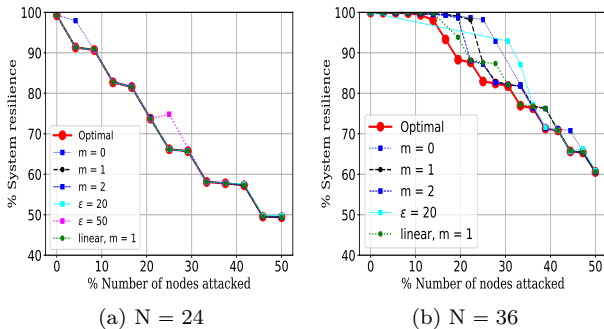 100
90
80
70
60
50
40
% System resilience
0 10 20 30 40 50
% Number of nodes attacked
Optimal
m = 0
m = 1
m = 2
ε = 20
ε = 50
linear, m = 1
(a) N = 24
100
90
80
70
60
50
40
% System resilience
0 10 20 30 40 50
% Number of nodes attacked
Optimal
m = 0
m = 1
m = 2
ε = 20
linear, m = 1
(b) N = 36